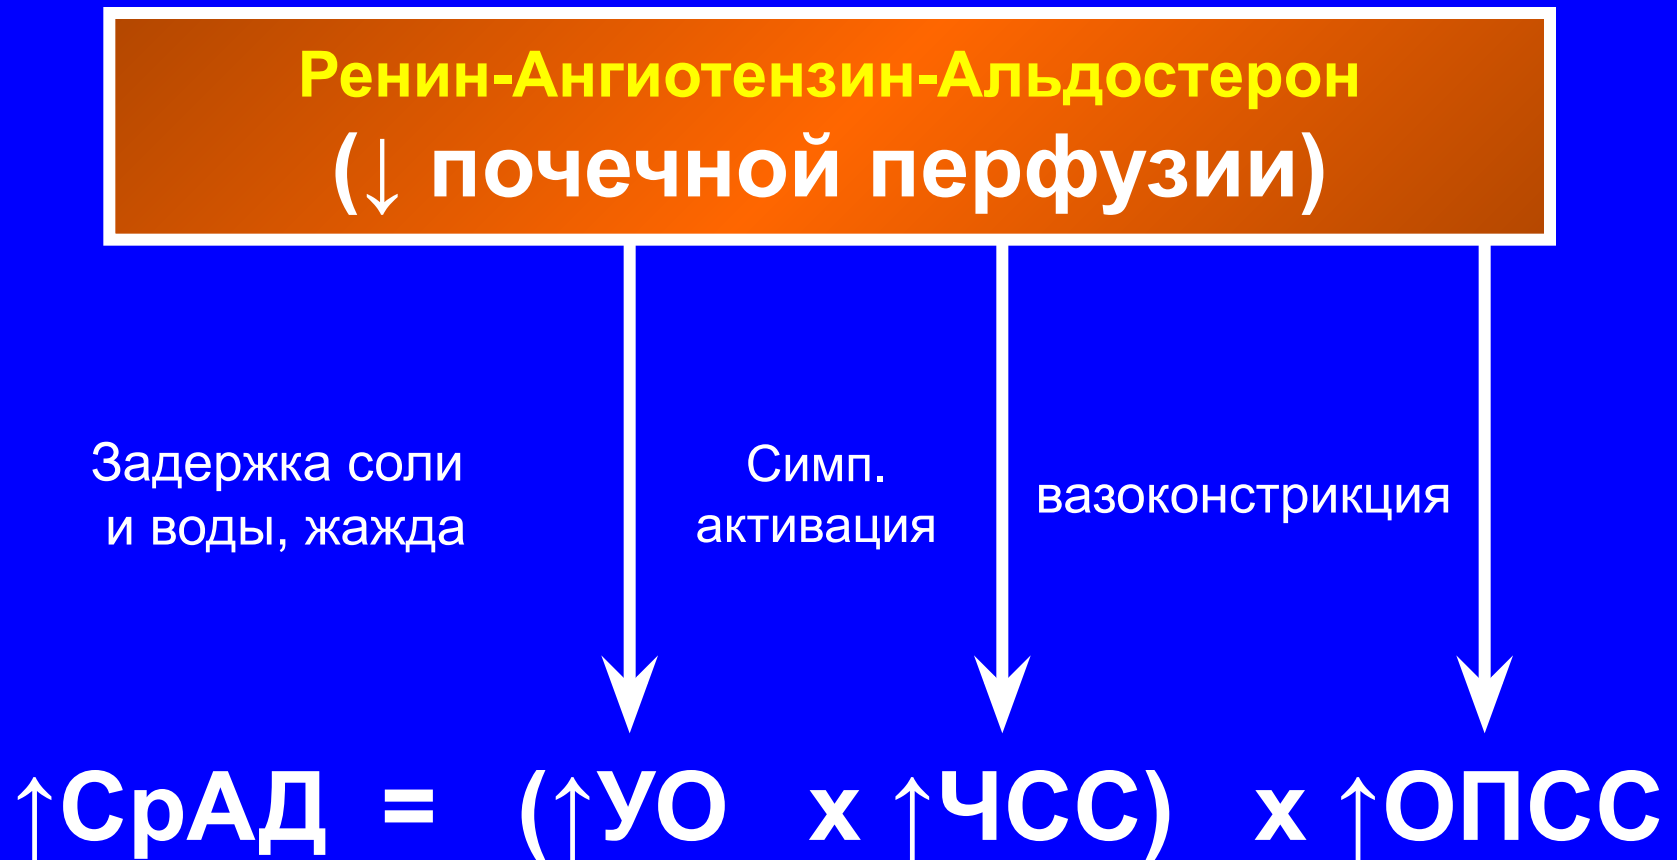 Ренин-Ангиотензин-Альдостерон
(↓ почечной перфузии)
Задержка соли
и воды, жажда
Симп.
активация
вазоконстрикция
↑СрАД = (↑УО х ↑ЧСС) х ↑ОПСС